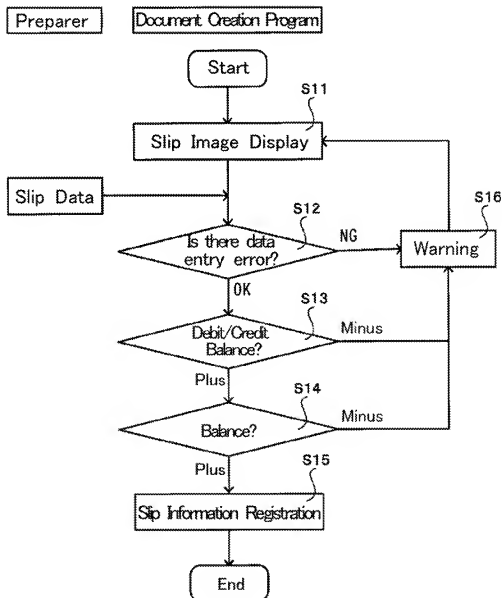 Preparer
Document Creation Program
Start
S11
Slip Image Display
Slip Data
S12
Is there data
entry error?
NG
S16
Warning
OK
S13
Debit/Credit
Balance?
Minus
Plus
S14
Balance?
Minus
Plus
S15
Slip Information Registration
End